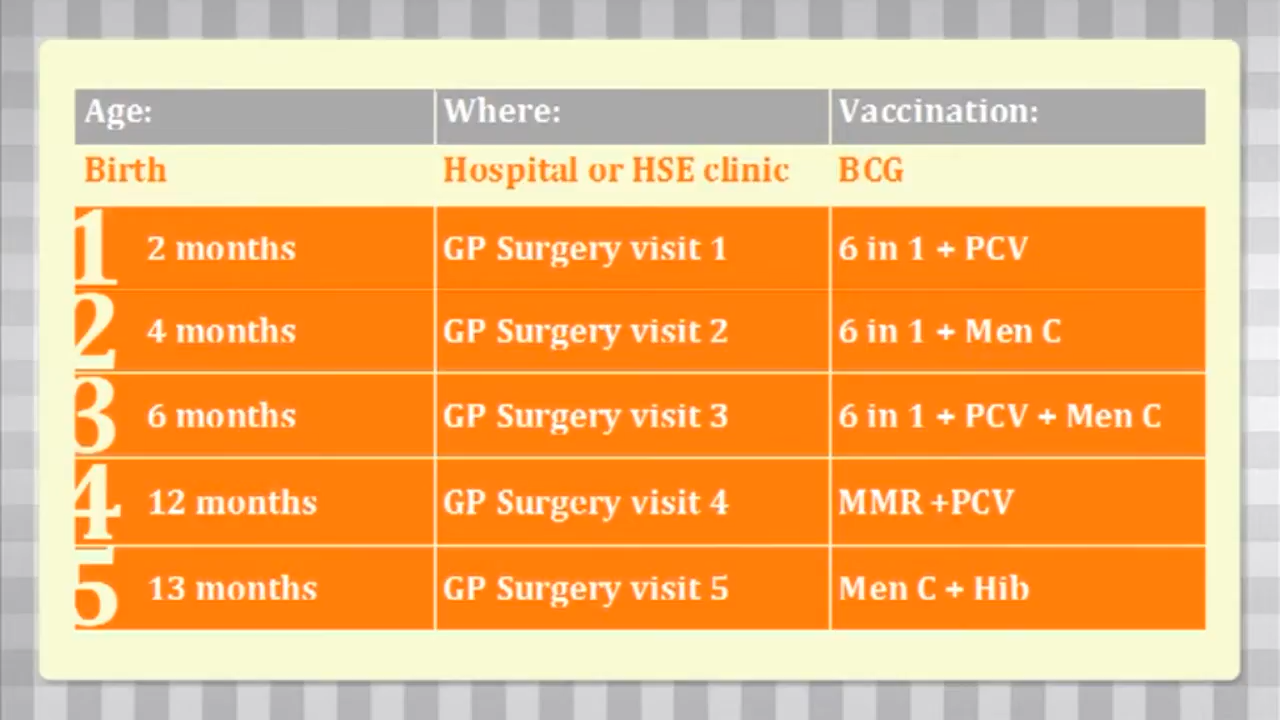 Age: Where: Vaccination:
Birth Hospital or HSE clinic BCG
1 2 months GP Surgery visit 1 6 in 1 + PCV
2 4 months GP Surgery visit 2 6 in 1 + Men C
3 6 months GP Surgery visit 3 6 in 1 + PCV + Men C
4 12 months GP Surgery visit 4 MMR +PCV
5 13 months GP Surgery visit 5 Men C + Hib